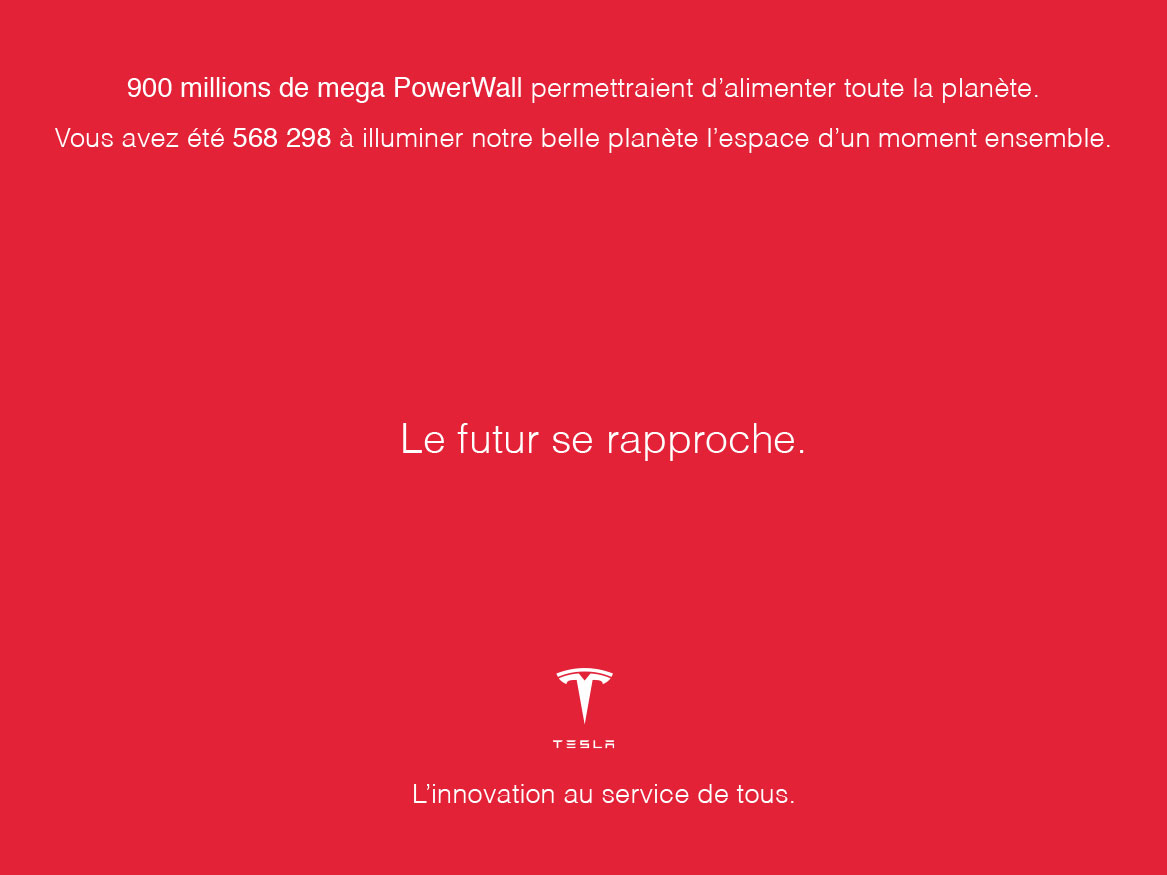 900 millions de mega PowerWall permettraient d’alimenter toute la planète.
Vous avez été 568 298 à illuminer notre belle planète l’espace d’un moment ensemble.
Le futur se rapproche.
TESLA
L’innovation au service de tous.